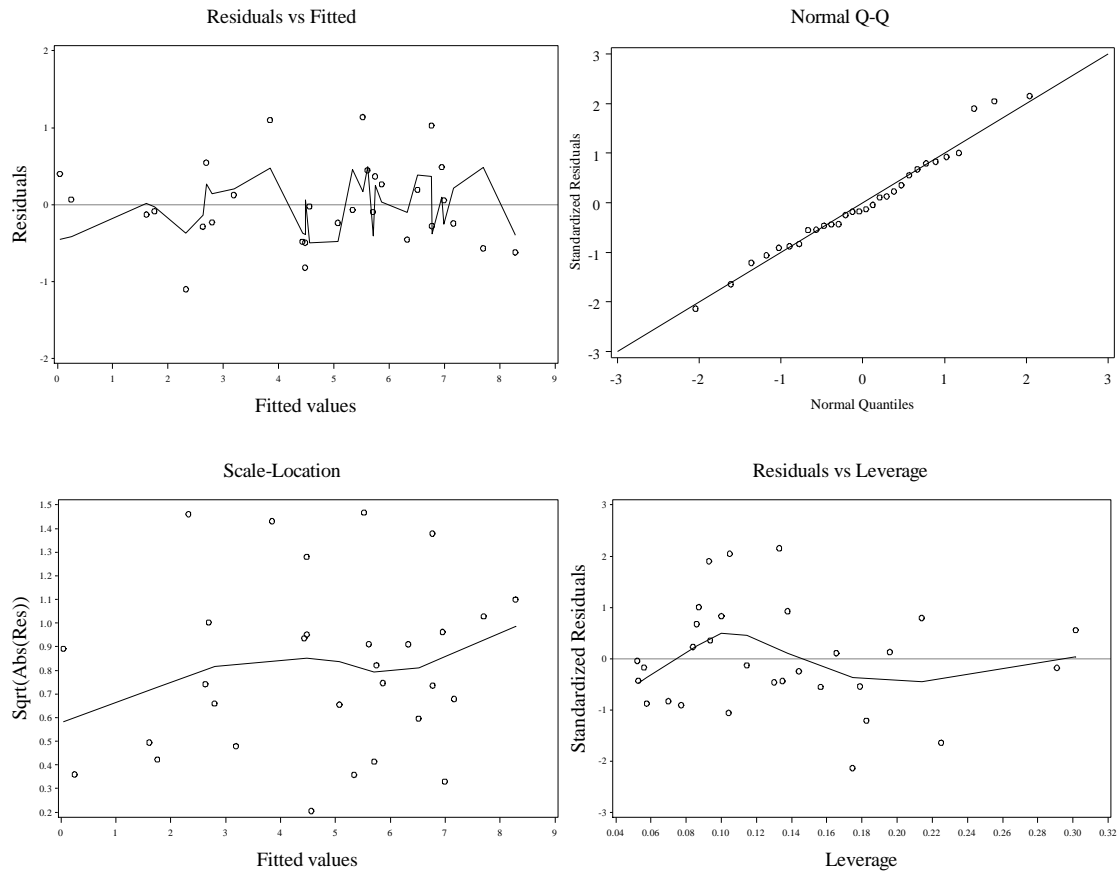 Residuals vs Fitted
Residuals
2
1
0
-1
-2
0 1 2 3 4 5 6 7 8 9
Fitted values
Normal Q-Q
Standardized Residuals
3
2
1
0
-1
-2
-3
-3 -2 -1 0 1 2 3
Normal Quantiles
Scale-Location
Sqrt(Abs(Res))
1.5
1.4
1.3
1.2
1.1
1.0
0.9
0.8
0.7
0.6
0.5
0.4
0.3
0.2
0 1 2 3 4 5 6 7 8 9
Fitted values
Residuals vs Leverage
Standardized Residuals
3
2
1
0
-1
-2
-3
0.04 0.06 0.08 0.10 0.12 0.14 0.16 0.18 0.20 0.22 0.24 0.26 0.28 0.30 0.32
Leverage